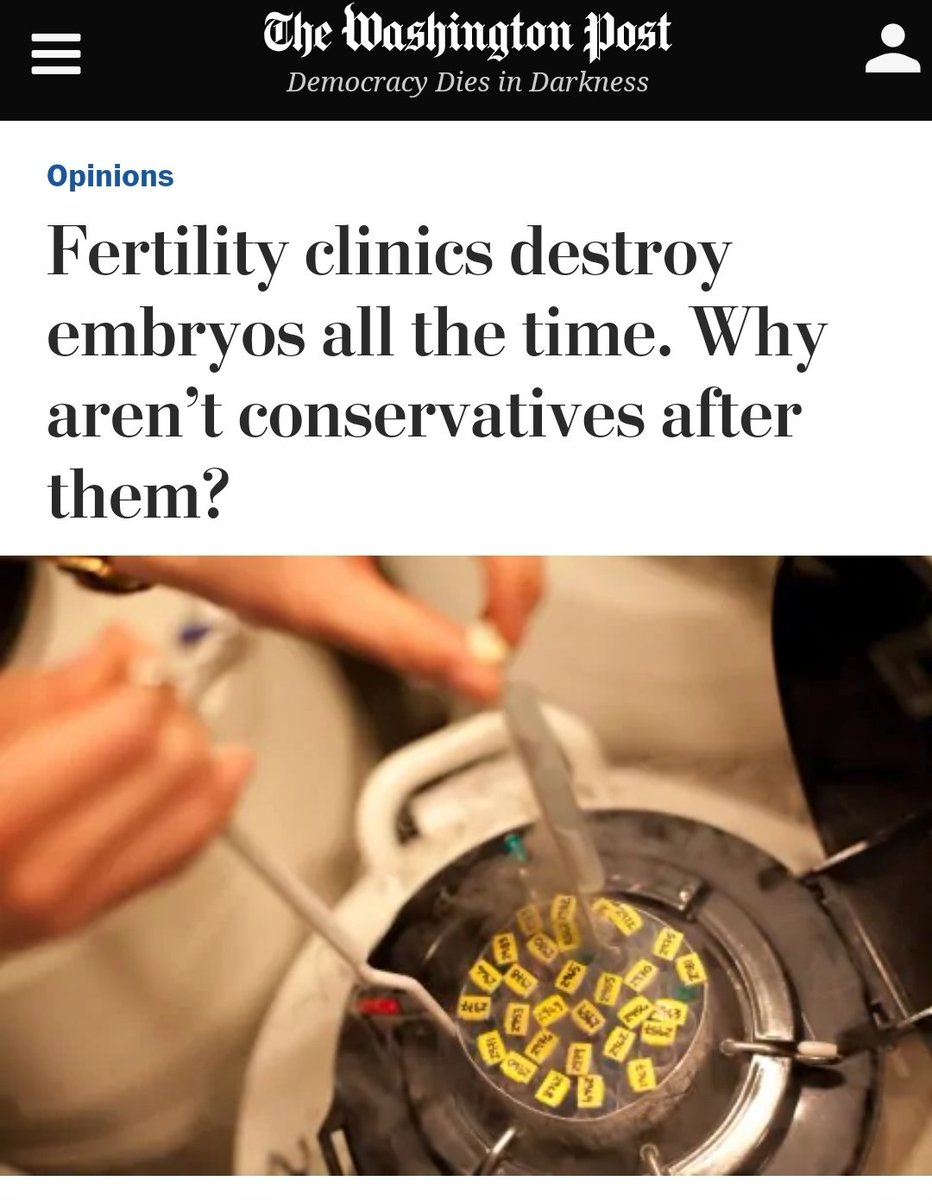 The Washington Post
Democracy Dies in Darkness
Opinions
Fertility clinics destroy
embryos all the time. Why
aren’t conservatives after
them?